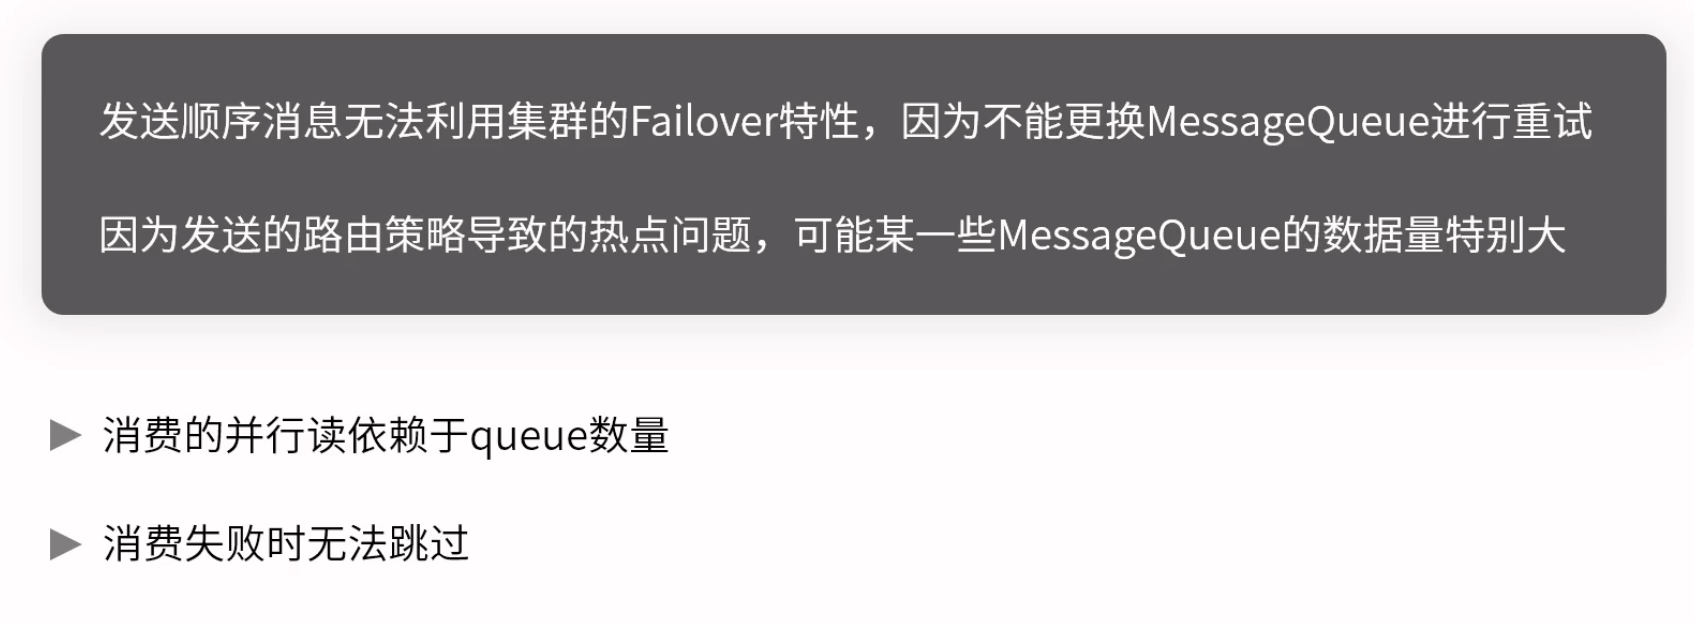 发送顺序消息无法利用集群的Failover特性，因为不能更换MessageQueue进行重试
因为发送的路由策略导致的热点问题，可能某一些MessageQueue的数据量特别大
消费的并行读依赖于queue数量
消费失败时无法跳过